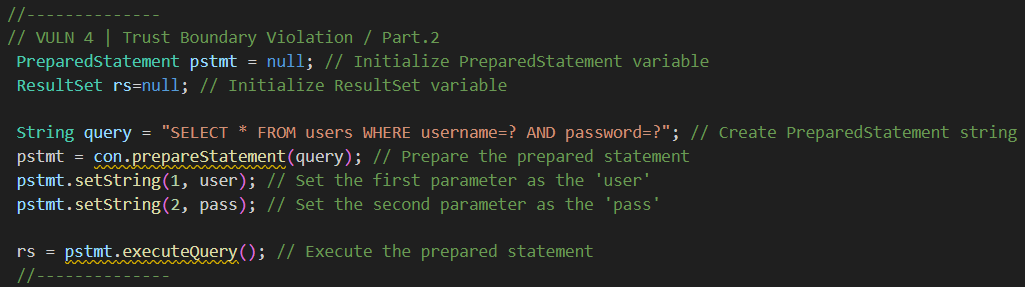 //--------------
// VULN 4 | Trust Boundary Violation / Part.2
PreparedStatement pstmt = null; // Initialize PreparedStatement variable
ResultSet rs=null; // Initialize ResultSet variable
String query = "SELECT * FROM users WHERE username=? AND password=?"; // Create PreparedStatement string
pstmt = con.prepareStatement(query); // Prepare the prepared statement
pstmt.setString(1, user); // Set the first parameter as the 'user'
pstmt.setString(2, pass); // Set the second parameter as the 'pass'
rs = pstmt.executeQuery(); // Execute the prepared statement
//--------------